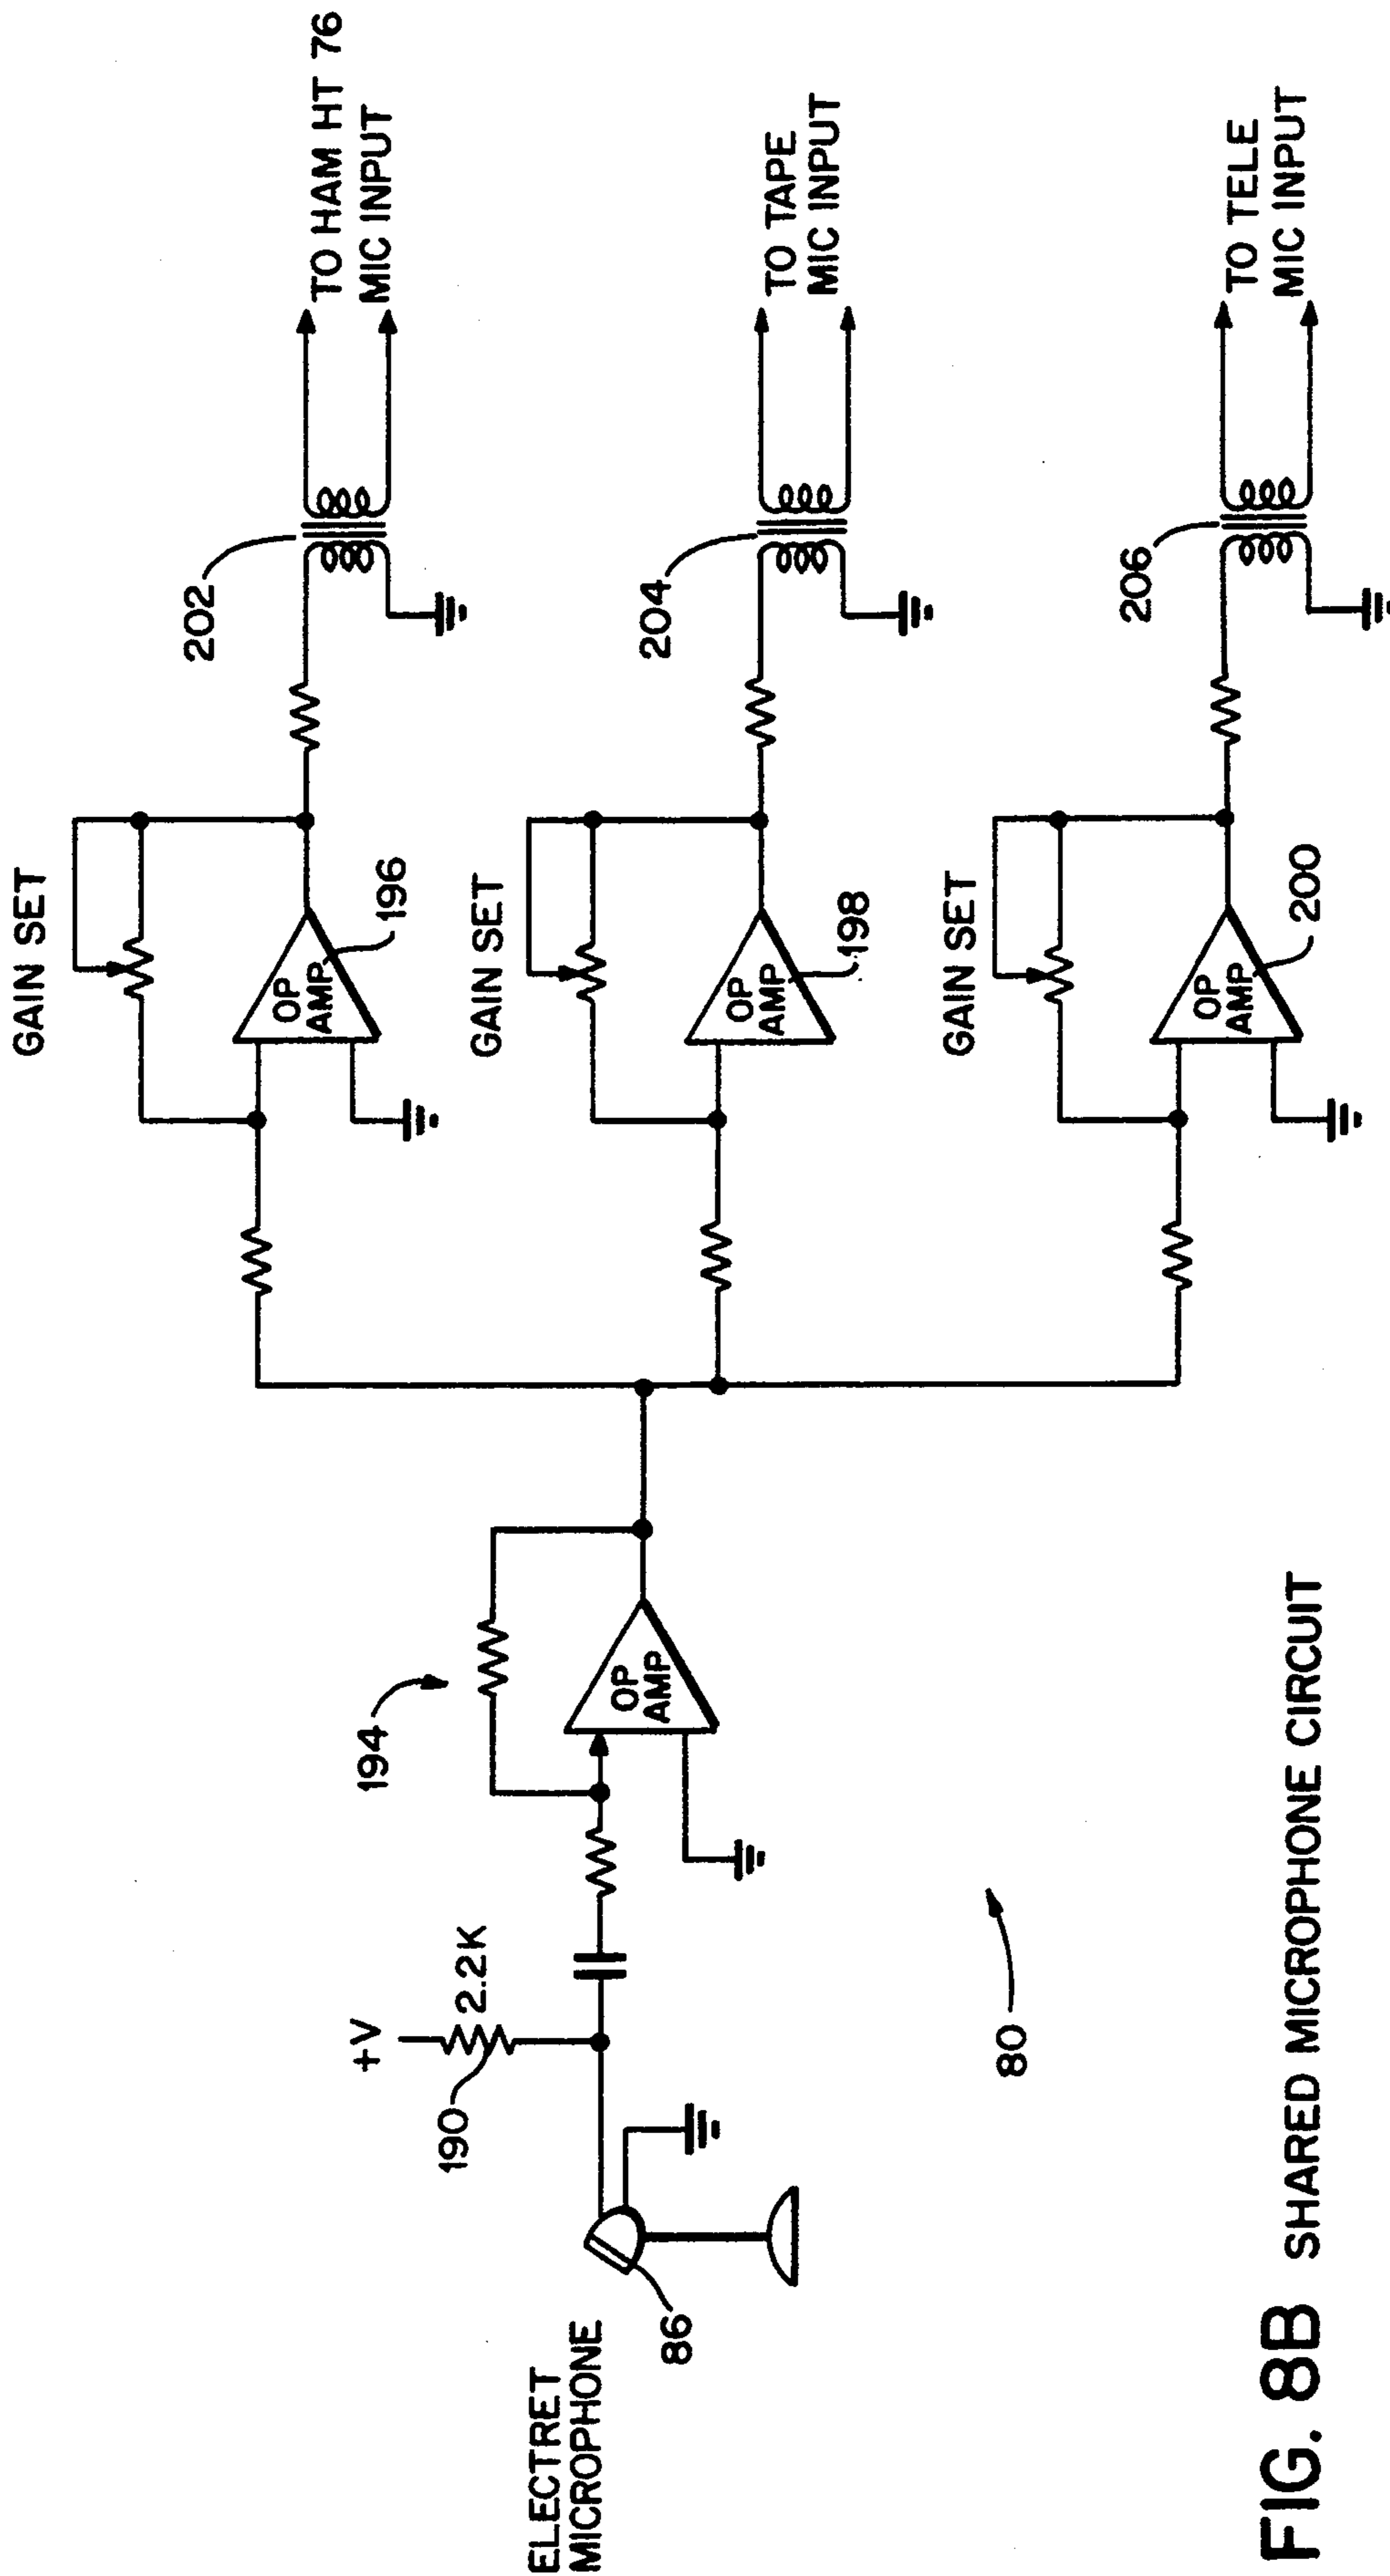 ELECTRET
MICROPHONE
86
+V
190
2.2K
194
OP
AMP
80
GAIN SET
OP
AMP
196
202
TO HAM HT 76
MIC INPUT
GAIN SET
OP
AMP
198
204
TO TAPE
MIC INPUT
GAIN SET
OP
AMP
200
206
TO TELE
MIC INPUT
FIG. 8B SHARED MICROPHONE CIRCUIT